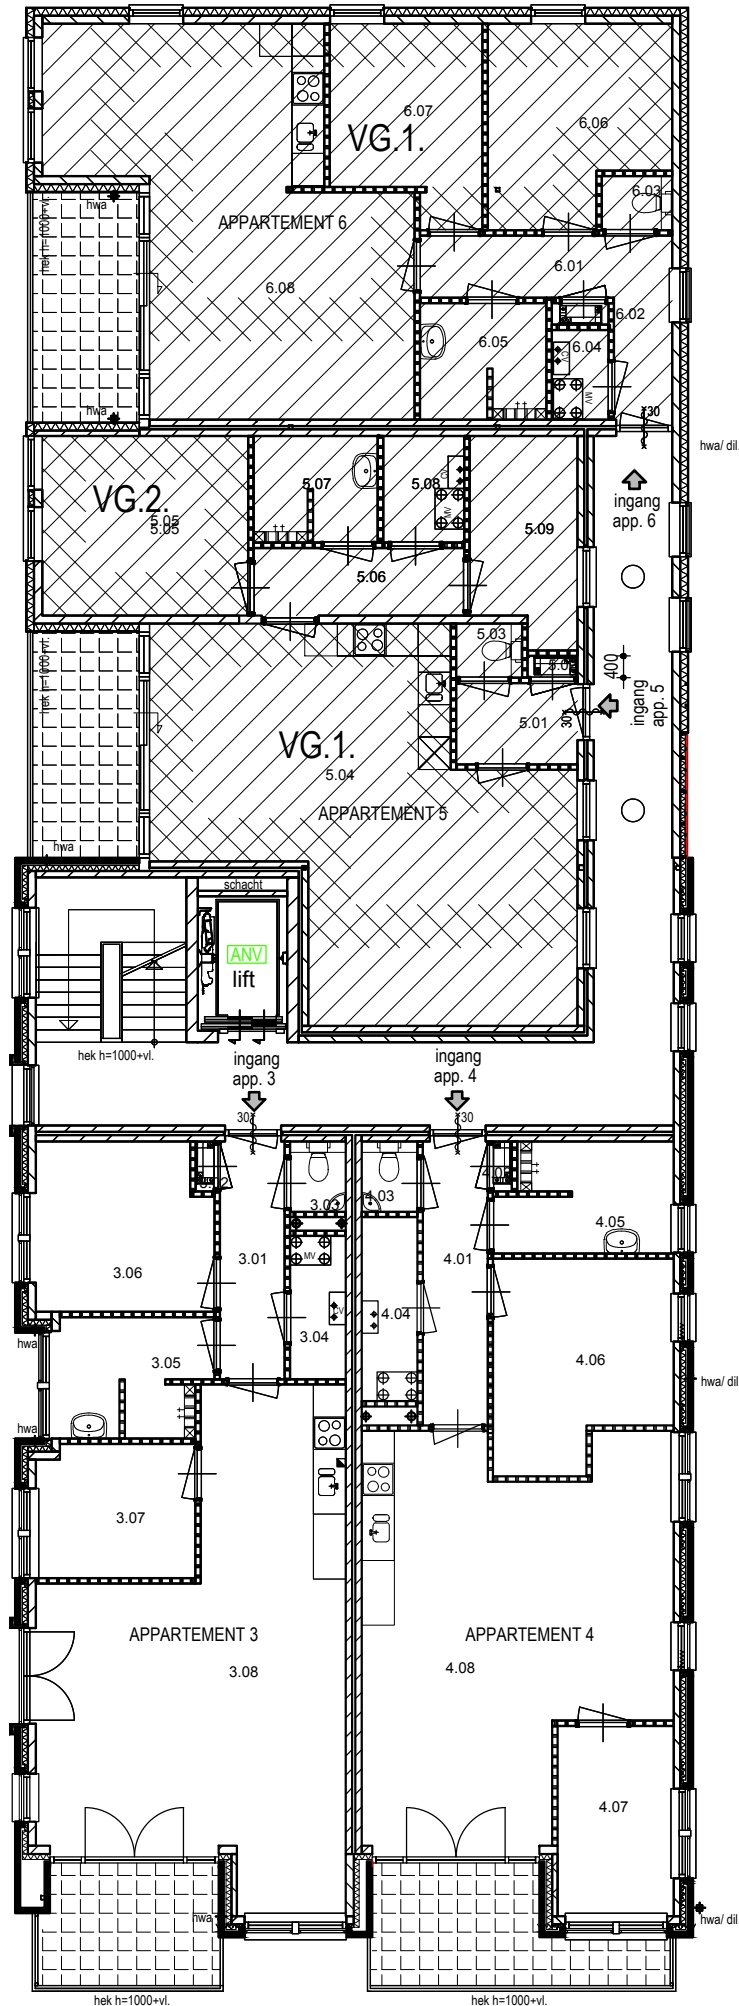 6.07
VG.1.
6.06
hwa
6.03
APPARTEMENT 6
hek h=1000+vl.
6.01
6.08
6.02
6.05
6.04
CV
MV
hwa
30
hwa/ dil.
VG.2.
5.05
5.05
5.07
5.08
CV
MV
5.09
ingang
app. 6
5.06
5.03
hek h=1000+vl.
400
ingang
app. 5
5.01
30
VG.1.
5.04
APPARTEMENT 5
hwa
schacht
ANV
lift
hek h=1000+vl.
ingang
app. 3
ingang
app. 4
30
30
3.03
4.03
4.05
3.01
4.01
MV
3.06
3.04
CV
4.04
hwa
3.05
4.06
hwa/ dil.
hwa
3.07
APPARTEMENT 3
APPARTEMENT 4
3.08
4.08
4.07
hwa
hwa/ dil.
hek h=1000+vl.
hek h=1000+vl.